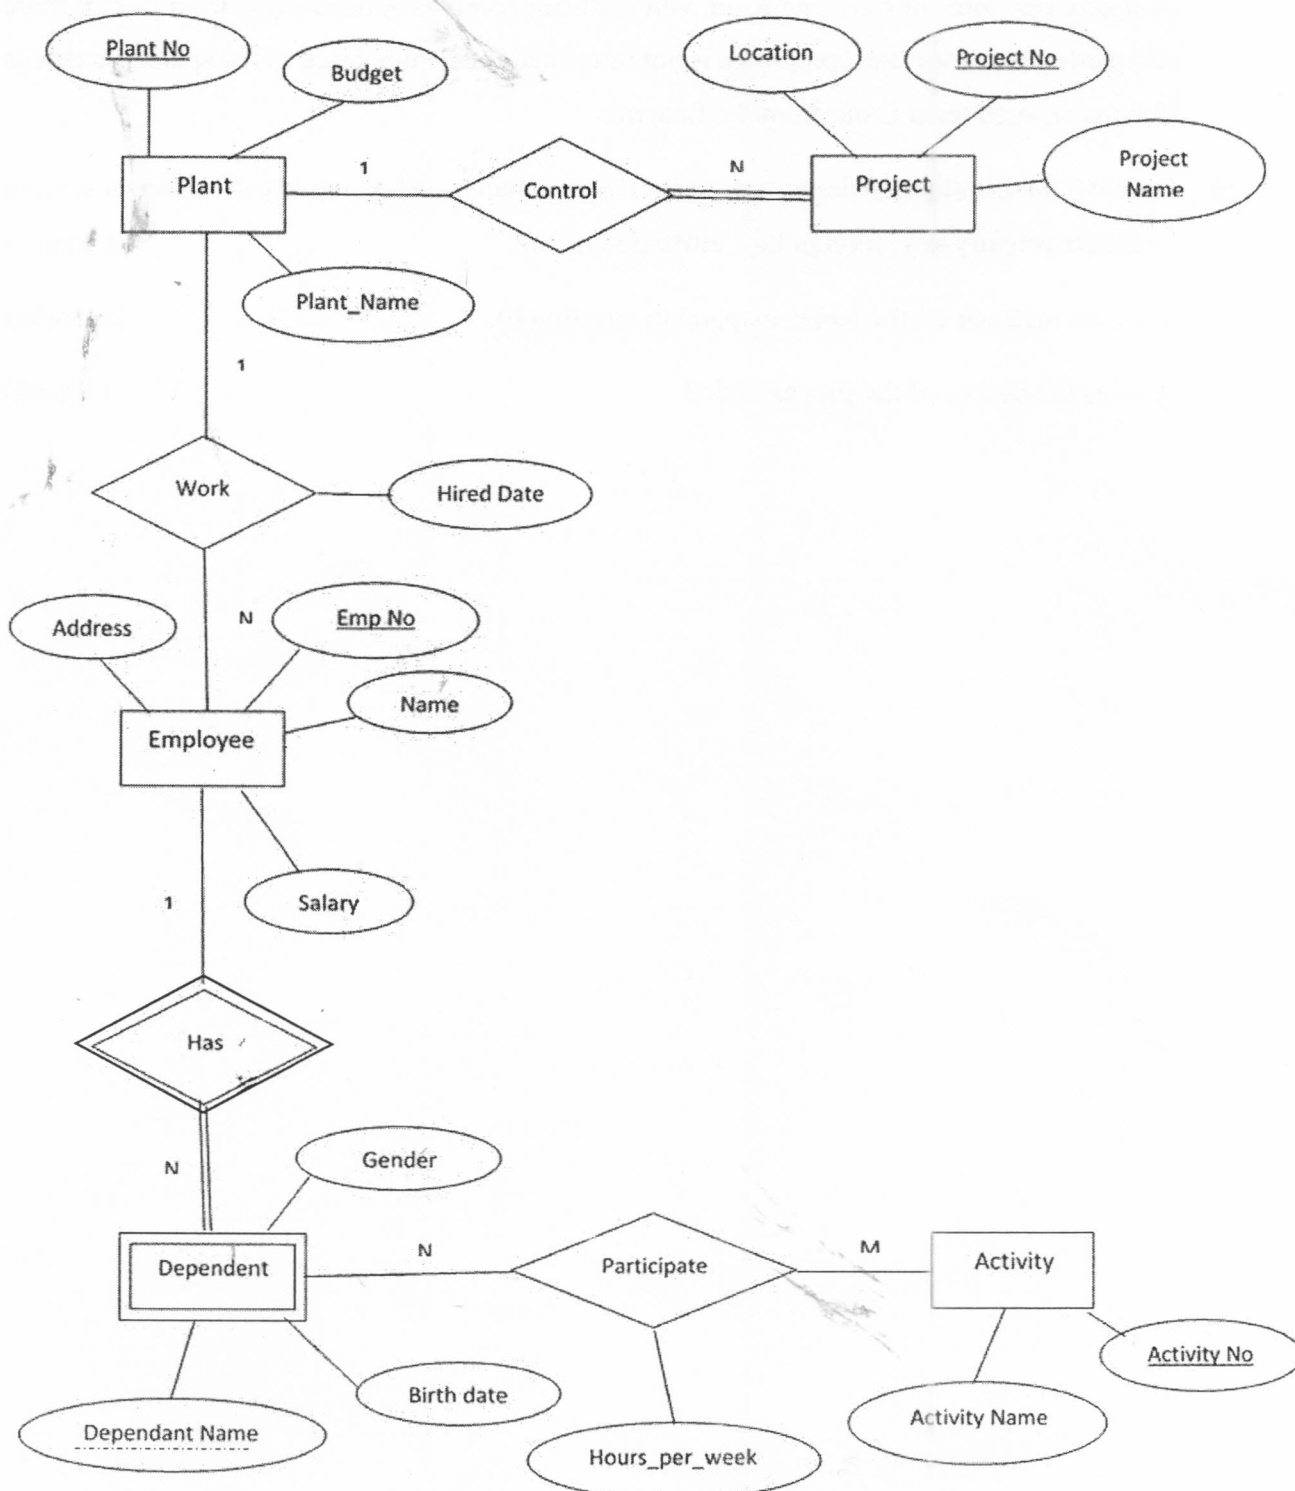 Plant No
Budget
Location
Project No
Plant
1
Control
N
Project
Project
Name
Plant_Name
1
Work
Hired Date
Address
N
Emp No
Name
Employee
1
Salary
Has
N
Gender
Dependent
N
Participate
M
Activity
Activity No
Birth date
Dependant Name
Activity Name
Hours_per_week